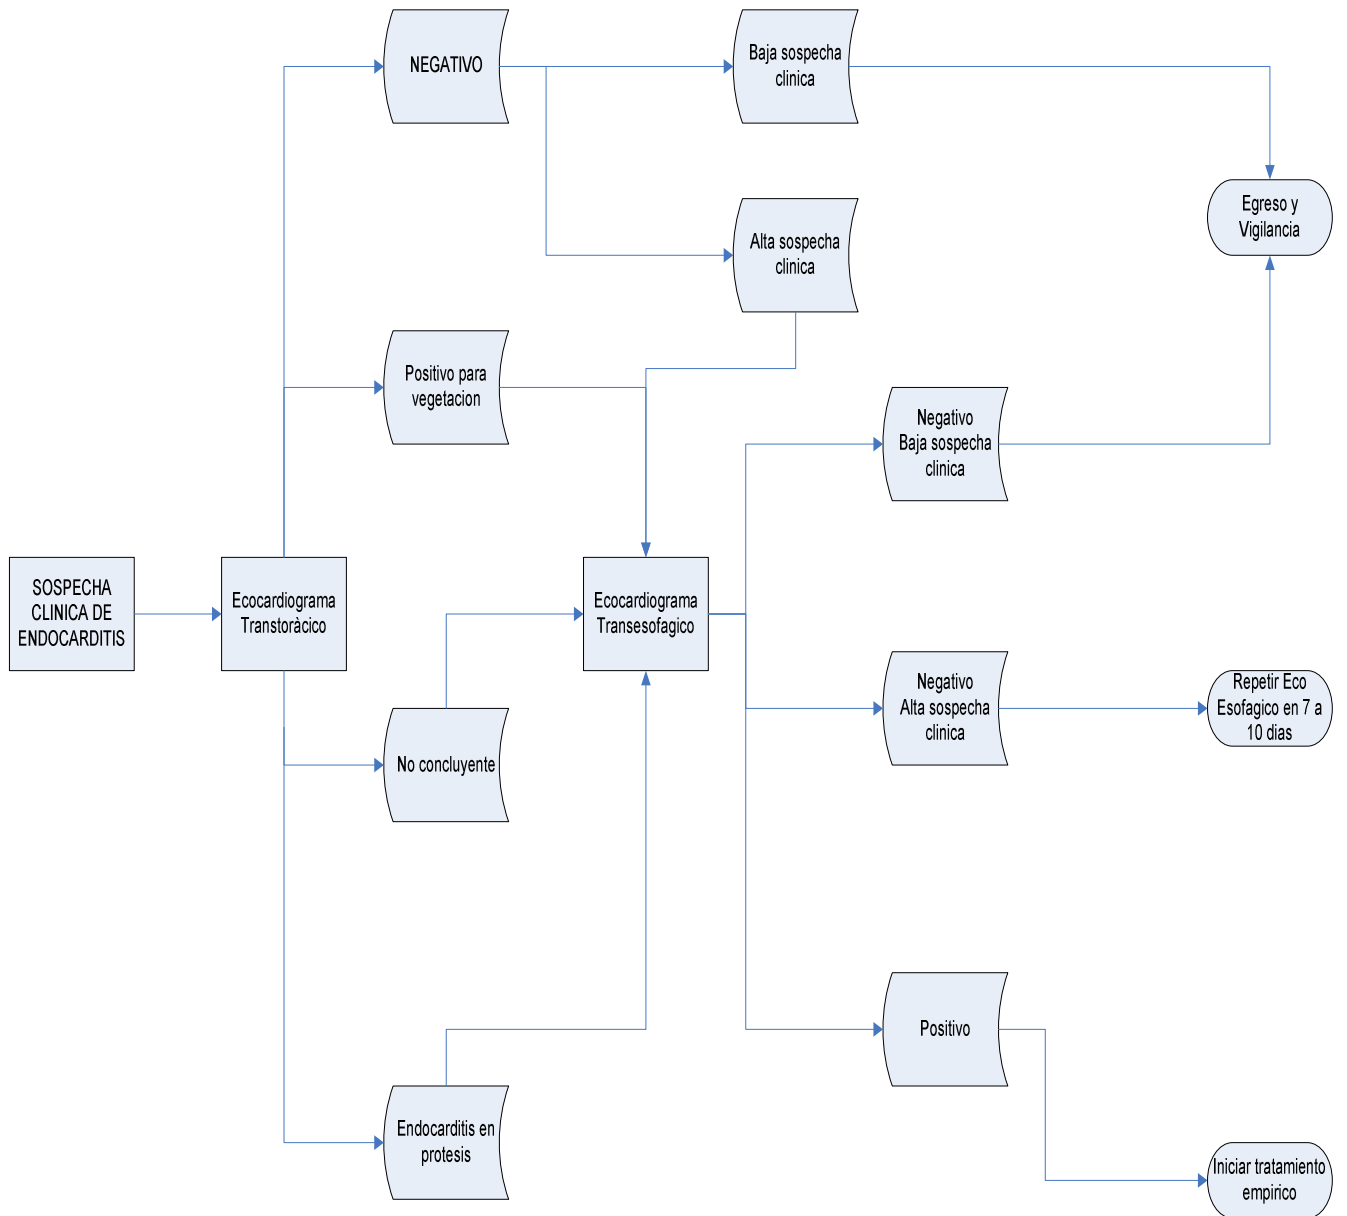 NEGATIVO
Baja sospecha
clinica
Egreso y
Vigilancia
Alta sospecha
clinica
Positivo para
vegetacion
Negativo
Baja sospecha
clinica
SOSPECHA
CLINICA DE
ENDOCARDITIS
Ecocardiograma
Transtoràcico
Ecocardiograma
Transesofagico
Negativo
Alta sospecha
clinica
Repetir Eco
Esofagico en 7 a
10 dias
No concluyente
Positivo
Endocarditis en
protesis
Iniciar tratamiento
empirico